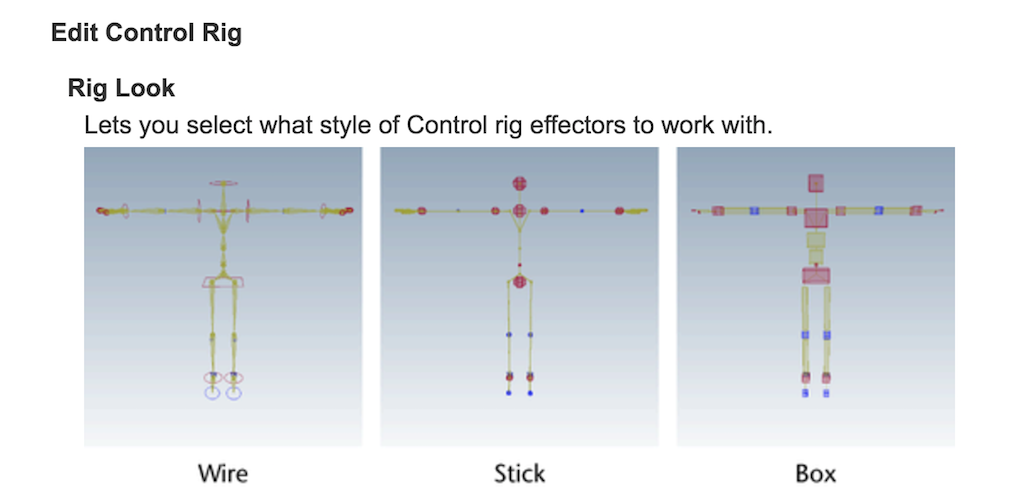 Edit Control Rig
Rig Look
Lets you select what style of Control rig effectors to work with.
Wire
Stick
Box